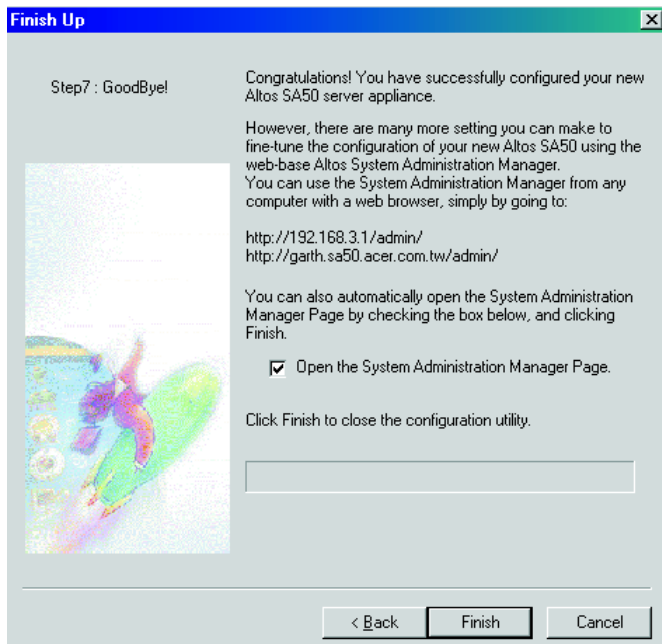 Finish Up
Step7 : GoodBye!
Congratulations! You have successfully configured your new
Altos SA50 server appliance.
However, there are many more setting you can make to
fine-tune the configuration of your new Altos SA50 using the
web-base Altos System Administration Manager.
You can use the System Administration Manager from any
computer with a web browser, simply by going to:
http://192.168.3.1/admin/
http://garth.sa50.acer.com.tw/admin/
You can also automatically open the System Administration
Manager Page by checking the box below, and clicking
Finish.
Open the System Administration Manager Page.
Click Finish to close the configuration utility.
< Back
Finish
Cancel